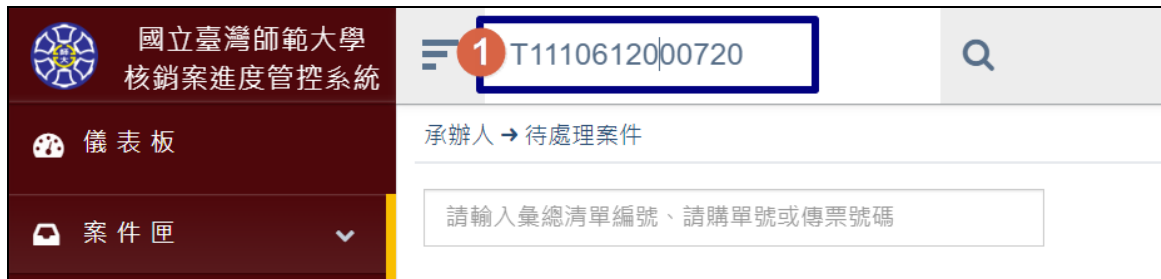 國立臺灣師範大學
核銷案進度管控系統
1 T1110612000720
儀表板
承辦人➔待處理案件
案件匣
請輸入彙總清單編號、請購單號或傳票號碼